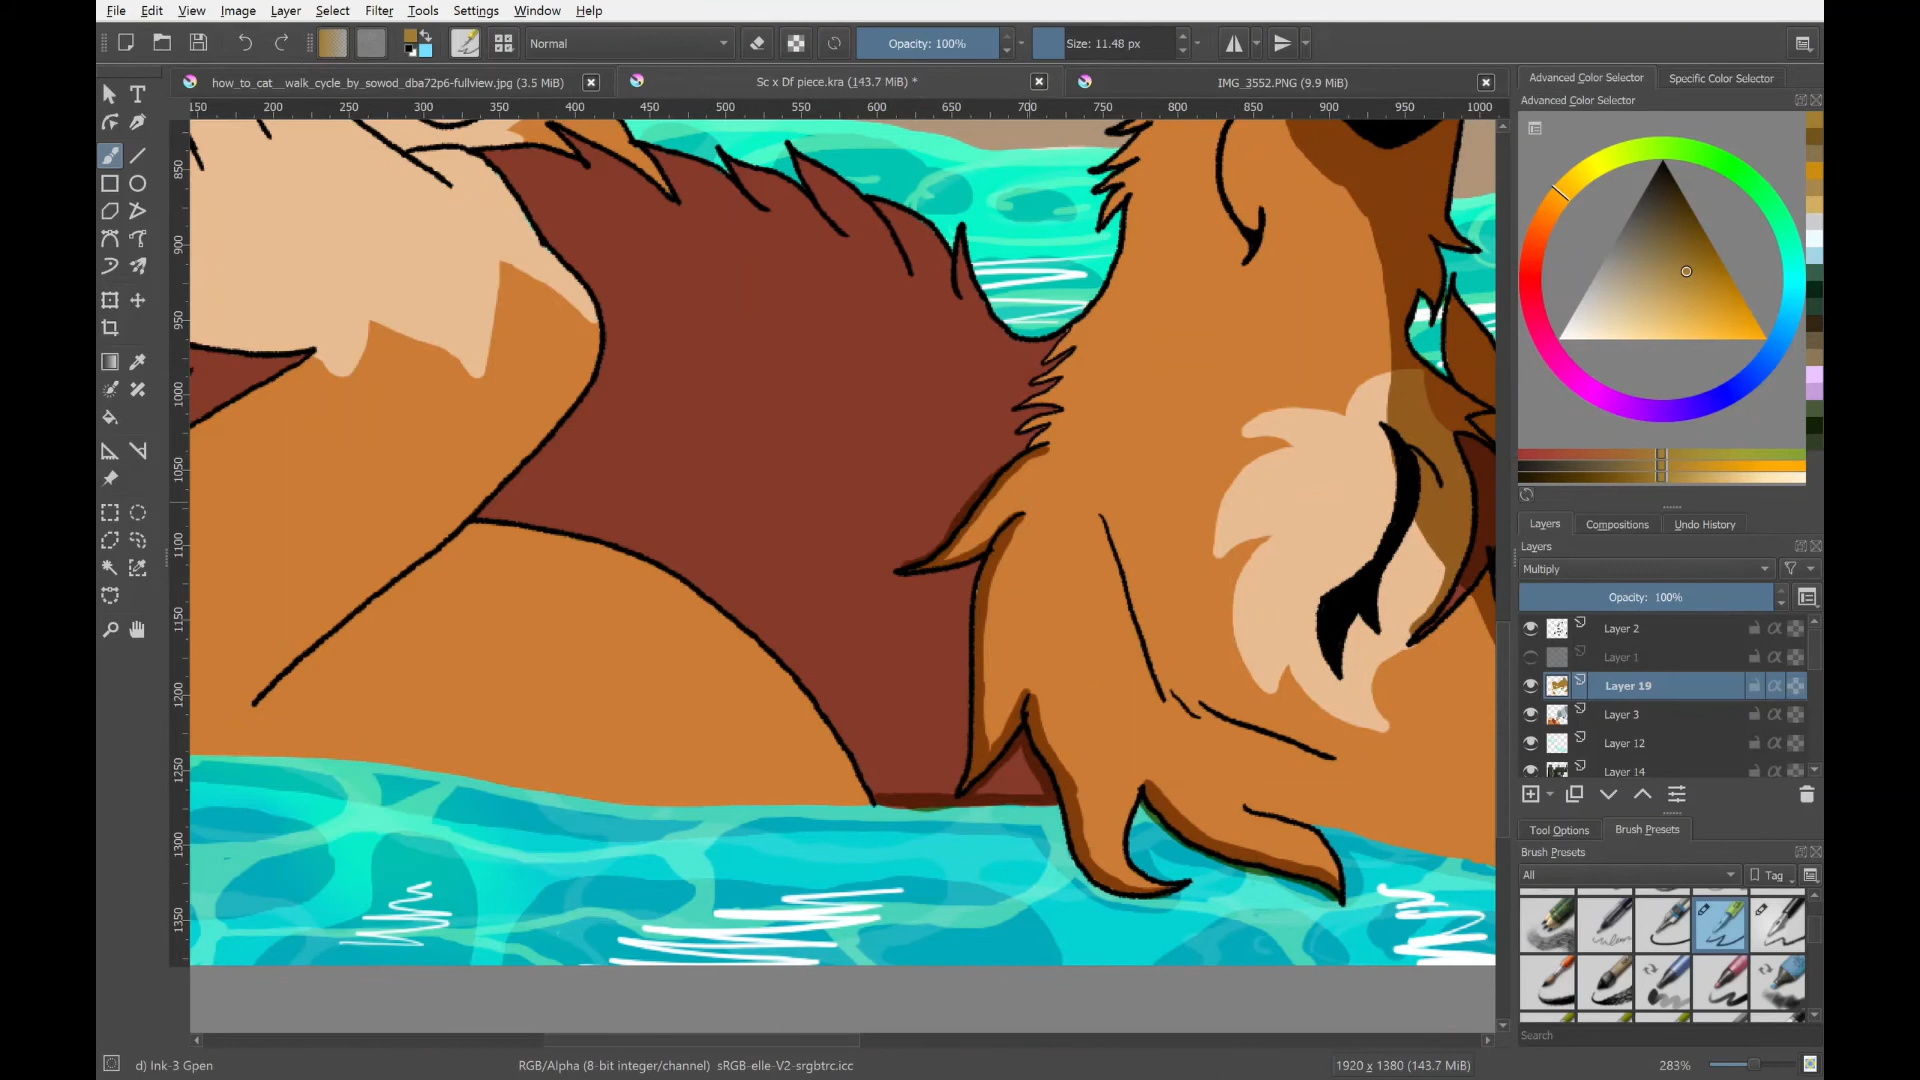 File Edit View Image Layer Select Filter Tools Settings Window Help
Normal
Opacity: 100%
Size: 11.48 px
how_to_cat__walk_cycle_by_sowod_dba72p6-fullview.jpg (3.5 MiB)
Sc x Df piece.kra (143.7 MiB) *
IMG_3552.PNG (9.9 MiB)
Advanced Color Selector
Specific Color Selector
Advanced Color Selector
150 200 250 300 350 400 450 500 550 600 650 700 750 800 850 900 950 1000
850
900
950
1000
1050
1100
1150
1200
1250
1300
1350
Layers
Compositions
Undo History
Layers
Multiply
Opacity: 100%
Layer 2
Layer 1
Layer 19
Layer 3
Layer 12
Layer 14
Tool Options
Brush Presets
Brush Presets
All
Tag
Search
d) Ink-3 Gpen
RGB/Alpha (8-bit integer/channel) sRGB-elle-V2-srgbtrc.icc
1920 x 1380 (143.7 MiB)
283%